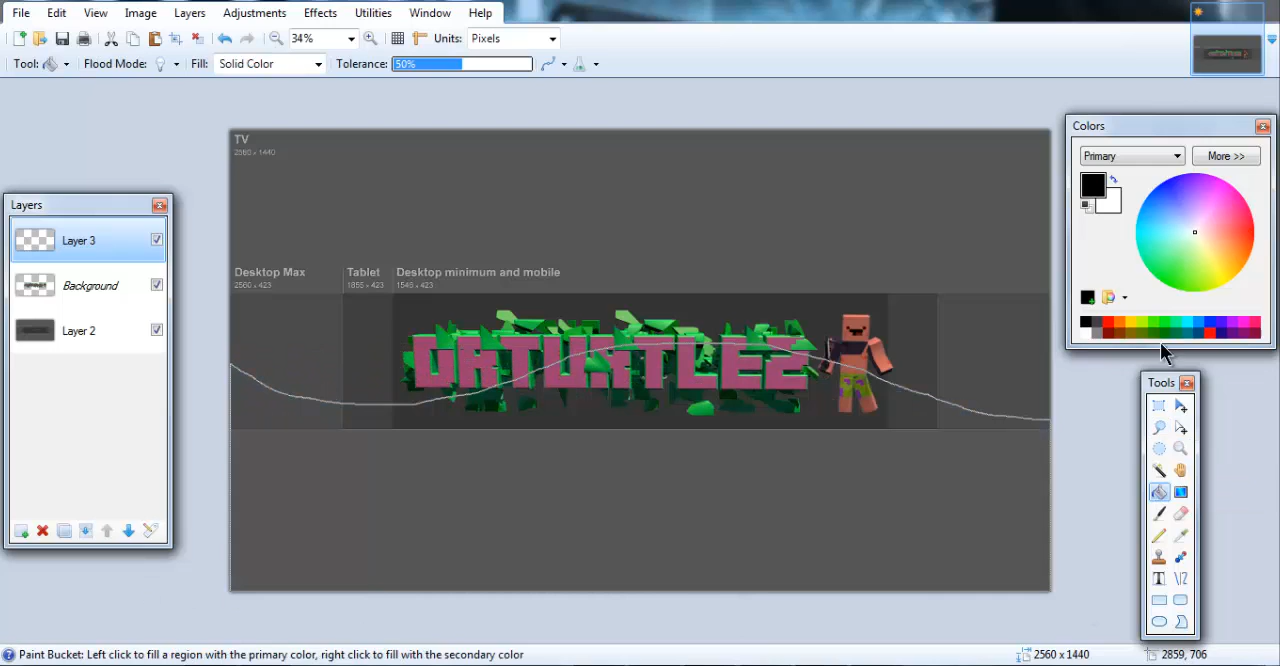 File Edit View Image Layers Adjustments Effects Utilities Window Help
34% Units: Pixels
Tool: Flood Mode: Fill: Solid Color Tolerance: 50%
Layers
Layer 3
Background
Layer 2
TV
2560 x 1440
Desktop Max Tablet Desktop minimum and mobile
2560 x 423 1855 x 423 1546 x 423
Colors
Primary More >>
Tools
Paint Bucket: Left click to fill a region with the primary color, right click to fill with the secondary color 2560 x 1440 2859, 706